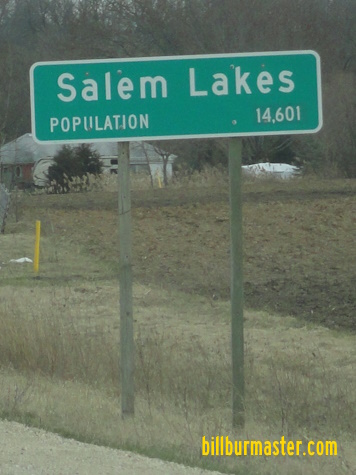 Salem Lakes
POPULATION 14,601
billburmaster.com